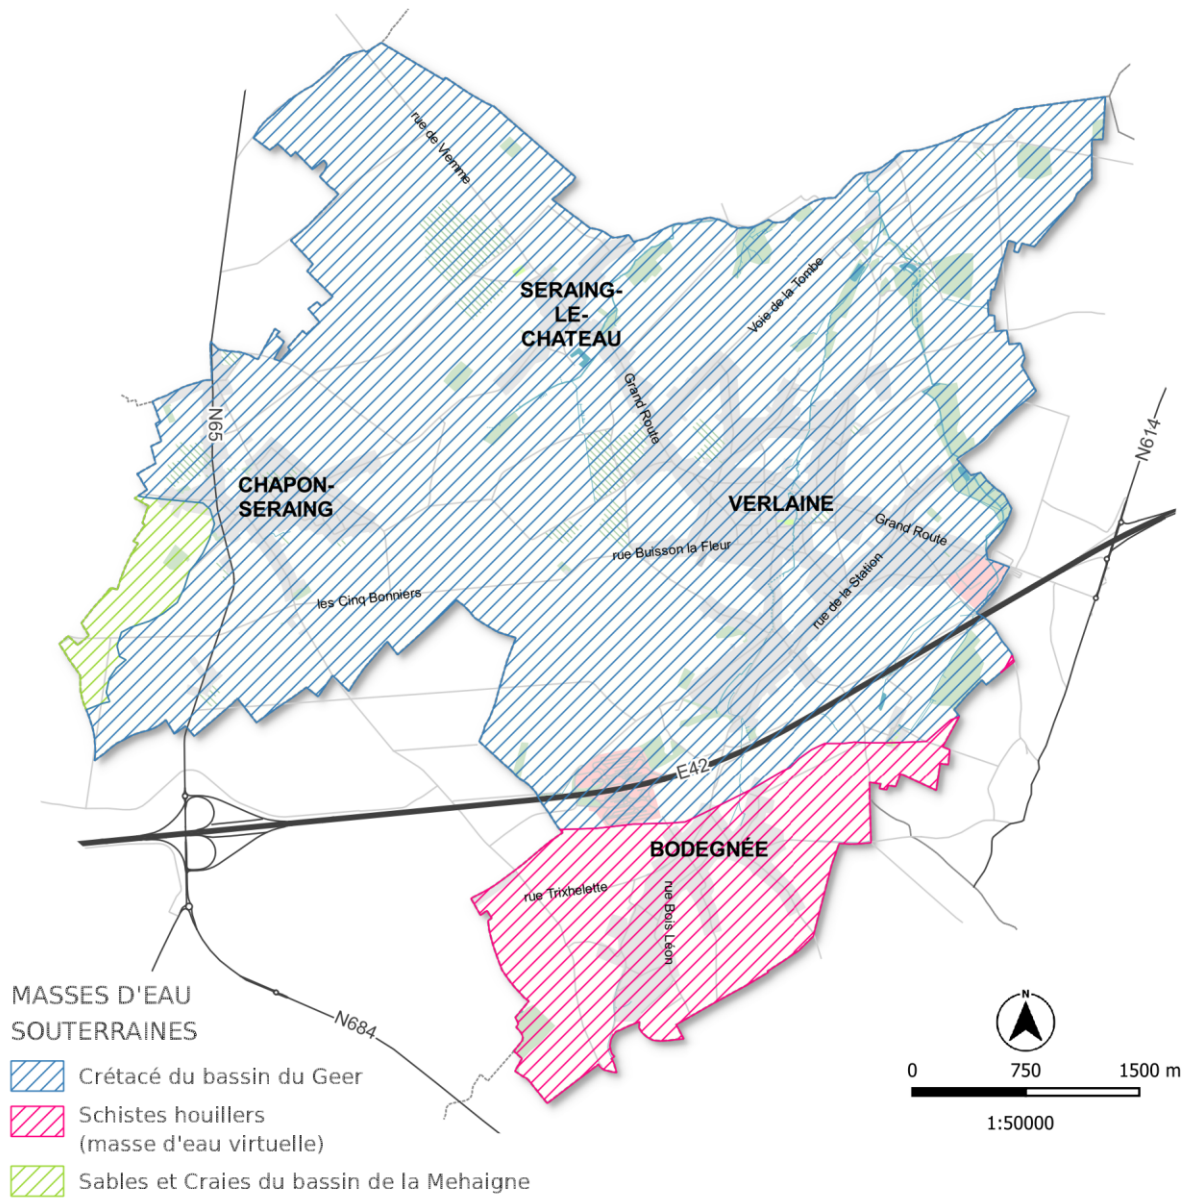 rue de Viemme
SERAING-
LE-
CHATEAU
Voie de la Tombe
Grand Route
N65
N614
CHAPON-
SERAING
VERLAINE
Grand Route
rue Buisson la Fleur
rue de la Station
les Cinq Bonniers
E42
BODEGNÉE
rue Trixhelette
rue Bois Léon
N684
MASSES D'EAU
SOUTERRAINES
Crétacé du bassin du Geer
Schistes houillers
(masse d'eau virtuelle)
Sables et Craies du bassin de la Mehaigne
N
0 750 1500 m
1:50000